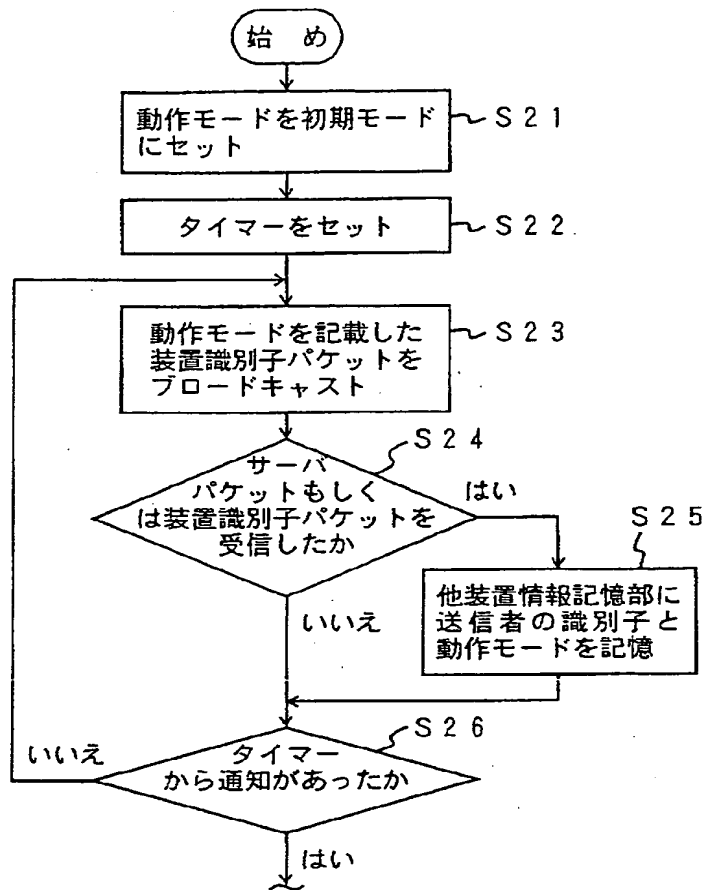 始 め
動作モードを初期モード
にセット
S21
タイマーをセット
S22
動作モードを記載した
装置識別子パケットを
ブロードキャスト
S23
S24
サーバ
パケットもしく
は装置識別子パケットを
受信したか
はい
S25
他装置情報記憶部に
送信者の識別子と
動作モードを記憶
いいえ
S26
タイマー
から通知があったか
いいえ
はい